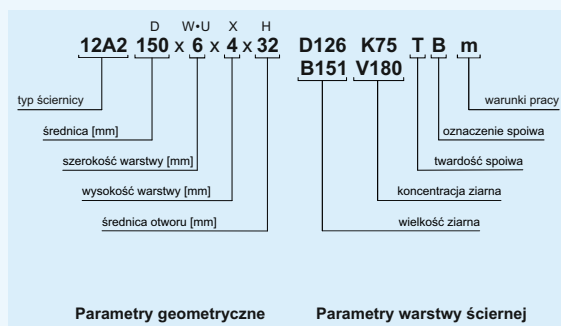 D W•U X H
12A2 150 x 6 x 4 x 32 D126 K75 T B m
B151 V180
typ ściernicy warunki pracy
średnica [mm] oznaczenie spoiwa
szerokość warstwy [mm] twardość spoiwa
wysokość warstwy [mm] koncentracja ziarna
średnica otworu [mm] wielkość ziarna
Parametry geometryczne Parametry warstwy ściernej